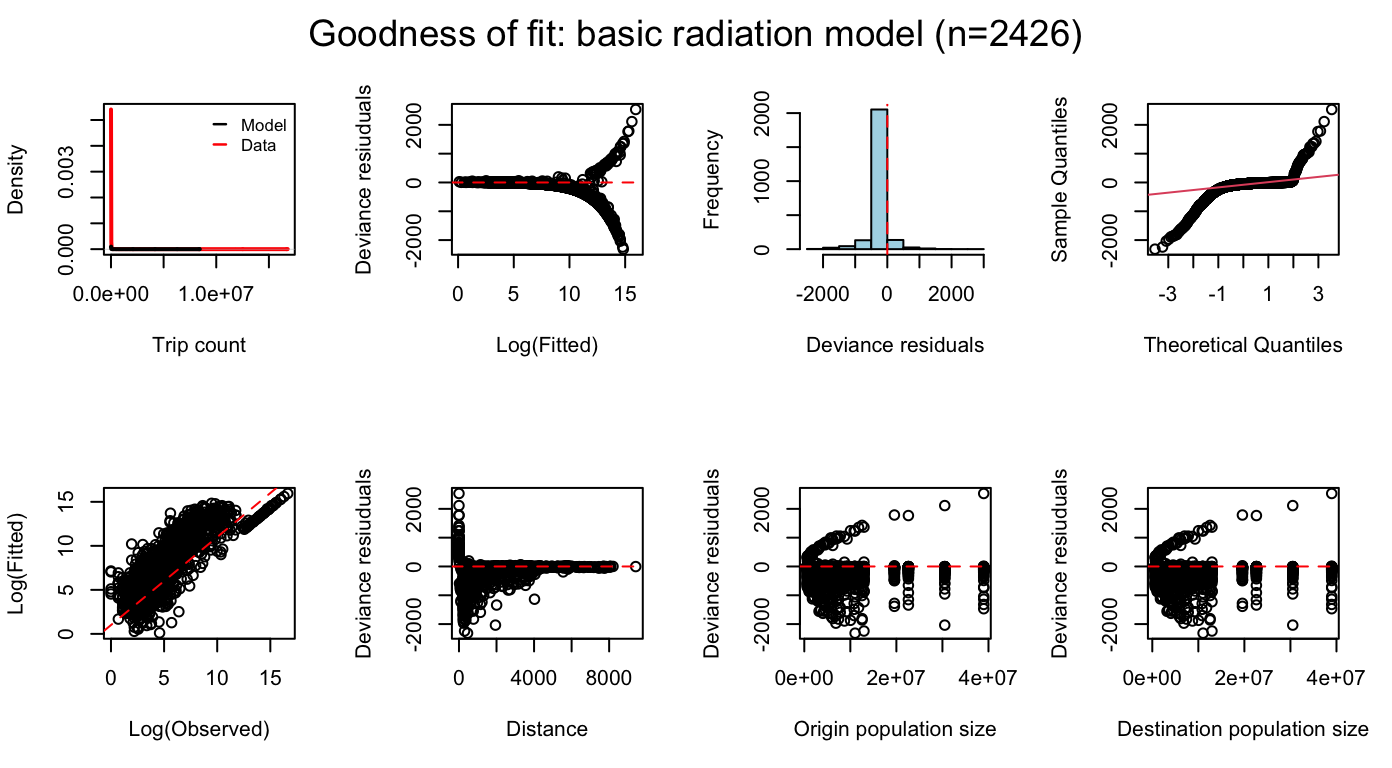 Goodness of fit: basic radiation model (n=2426)
Density
0.000 0.003
Model
Data
0.0e+00 1.0e+07
Trip count
Deviance resiuduals
-2000 0 2000
0 5 10 15
Log(Fitted)
Frequency
0 1000 2000
-2000 0 2000
Deviance residuals
Sample Quantiles
-2000 0 2000
-3 -1 1 3
Theoretical Quantiles
Log(Fitted)
0 5 10 15
0 5 10 15
Log(Observed)
Deviance resiuduals
-2000 0 2000
0 4000 8000
Distance
Deviance resiuduals
-2000 0 2000
0e+00 2e+07 4e+07
Origin population size
Deviance resiuduals
-2000 0 2000
0e+00 2e+07 4e+07
Destination population size